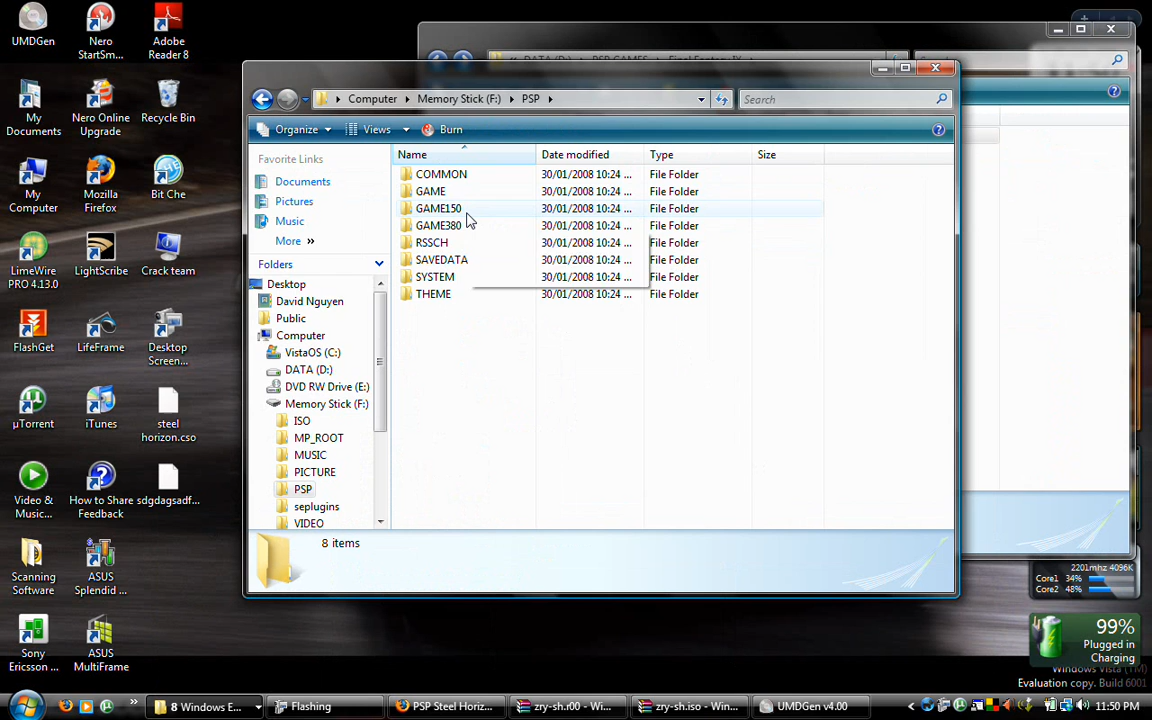 UMDGen
Nero
StartSm...
Adobe
Reader 8
My
Documents
Nero Online
Upgrade
Recycle Bin
My
Computer
Mozilla
Firefox
Bit Che
LimeWire
PRO 4.13.0
LightScribe
Crack team
FlashGet
LifeFrame
Desktop
Screen...
µTorrent
iTunes
steel
horizon.cso
Video &
Music...
How to Share
Feedback
sdgdagsadf...
Scanning
Software
ASUS
Splendid ...
Sony
Ericsson ...
ASUS
MultiFrame
Computer
Memory Stick (F:)
PSP
Search
Organize
Views
Burn
Favorite Links
Documents
Pictures
Music
More »
Folders
Desktop
David Nguyen
Public
Computer
VistaOS (C:)
DATA (D:)
DVD RW Drive (E:)
Memory Stick (F:)
ISO
MP_ROOT
MUSIC
PICTURE
PSP
seplugins
VIDEO
Name Date modified Type Size
COMMON 30/01/2008 10:24 ... File Folder
GAME 30/01/2008 10:24 ... File Folder
GAME150 30/01/2008 10:24 ... File Folder
GAME380 30/01/2008 10:24 ... File Folder
RSSCH 30/01/2008 10:24 ... File Folder
SAVEDATA 30/01/2008 10:24 ... File Folder
SYSTEM 30/01/2008 10:24 ... File Folder
THEME 30/01/2008 10:24 ... File Folder
8 items
2201mhz 4096K
Core1 34%
Core2 48%
99%
Plugged in
Charging
Windows Vista (TM)
Evaluation copy. Build 6001
8 Windows E...
Flashing
PSP Steel Horiz...
zry-sh.r00 - Wi...
zry-sh.iso - Win...
UMDGen v4.00
11:50 PM